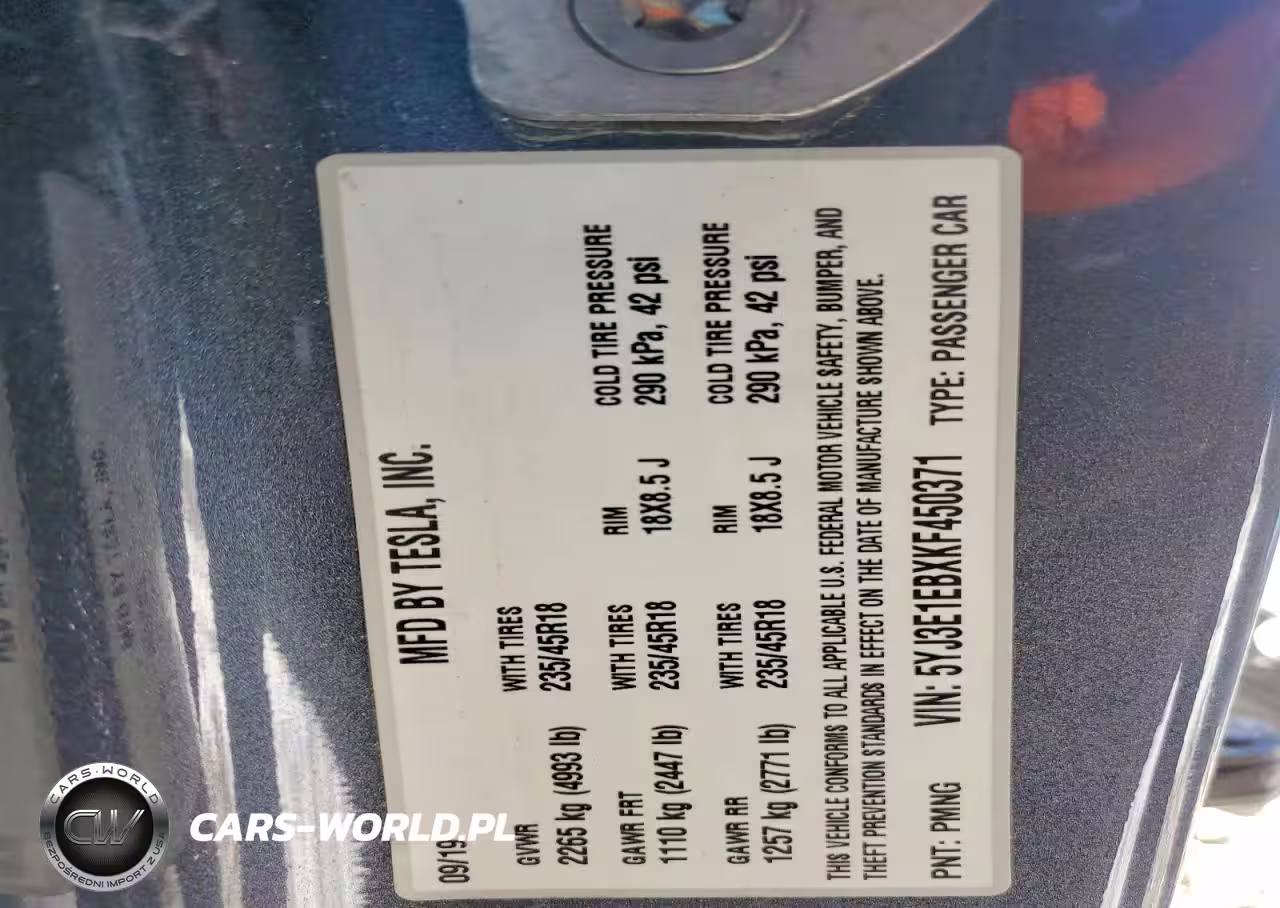 09/19
MFD BY TESLA, INC.
GVWR WITH TIRES
2265 kg (4993 lb) 235/45R18
GAWR FRT WITH TIRES RIM COLD TIRE PRESSURE
1110 kg (2447 lb) 235/45R18 18X8.5 J 290 kPa, 42 psi
GAWR RR WITH TIRES RIM COLD TIRE PRESSURE
1257 kg (2771 lb) 235/45R18 18X8.5 J 290 kPa, 42 psi
THIS VEHICLE CONFORMS TO ALL APPLICABLE U.S. FEDERAL MOTOR VEHICLE SAFETY, BUMPER, AND
THEFT PREVENTION STANDARDS IN EFFECT ON THE DATE OF MANUFACTURE SHOWN ABOVE.
PNT: PMNG VIN: 5YJ3E1EBXKF450371 TYPE: PASSENGER CAR
CARS-WORLD
CW
BEZPOŚREDNI IMPORT Z USA
CARS-WORLD.PL